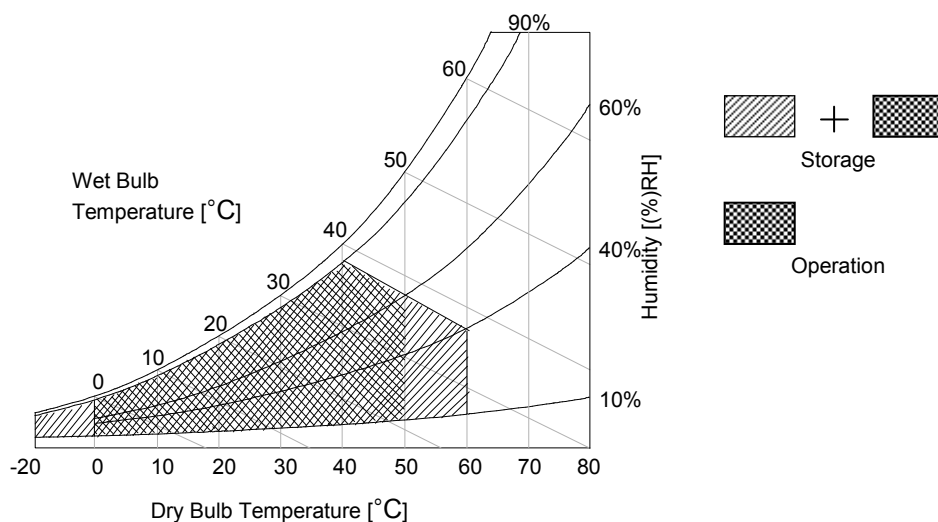 90%
60
60%
50
Wet Bulb
Temperature [°C]
40
40%
30
20
10
0
10%
Humidity [(%)RH]
-20 0 10 20 30 40 50 60 70 80
Dry Bulb Temperature [°C]
+
Storage
Operation